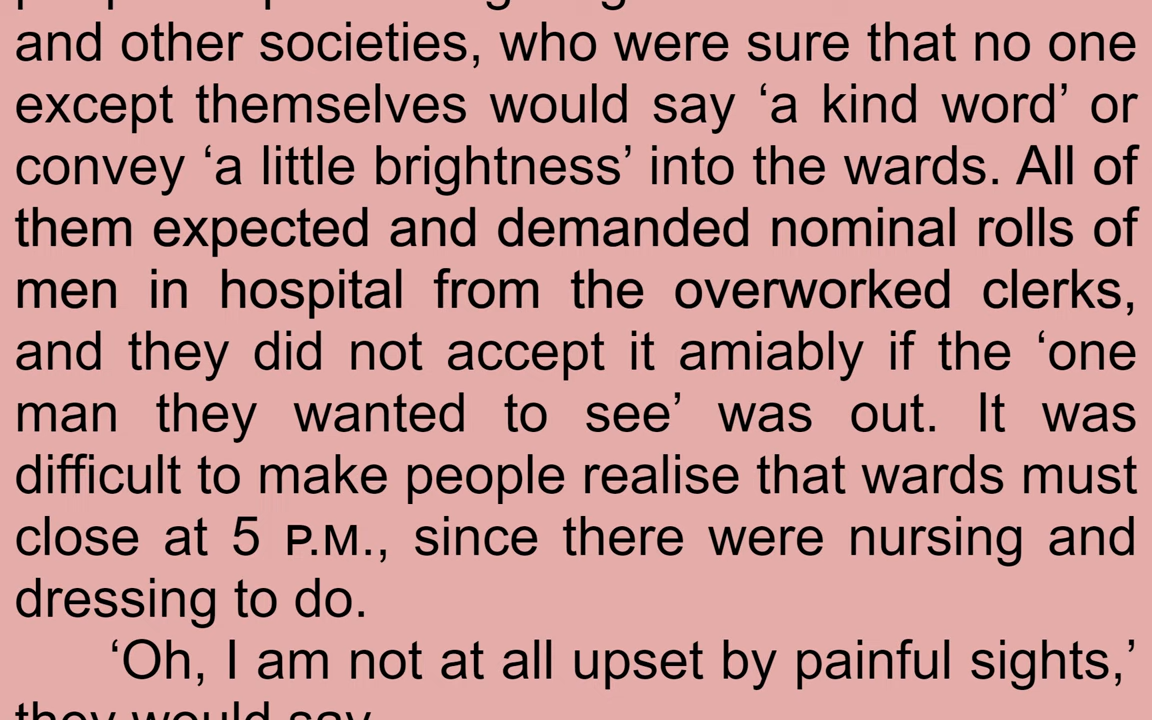 and other societies, who were sure that no one
except themselves would say ‘a kind word’ or
convey ‘a little brightness’ into the wards. All of
them expected and demanded nominal rolls of
men in hospital from the overworked clerks,
and they did not accept it amiably if the ‘one
man they wanted to see’ was out. It was
difficult to make people realise that wards must
close at 5 P.M., since there were nursing and
dressing to do.
‘Oh, I am not at all upset by painful sights,’
they would say